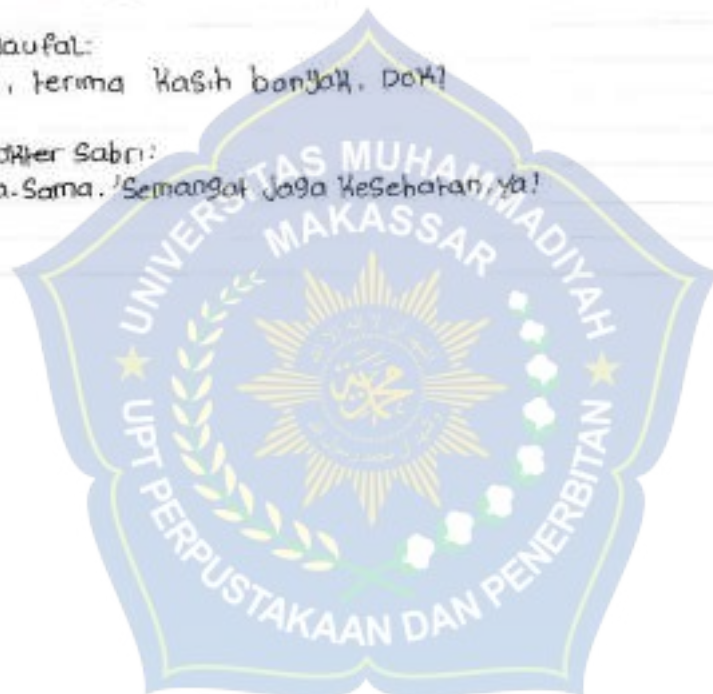 aufal:
, terima kasih banyak, Dok!
okter Sabri:
a-Sama. Semangat Jaga Kesehatan, ya!
UNIVERSITAS MUHAMMADIYAH
MAKASSAR
UPT PERPUSTAKAAN DAN PENERBITAN